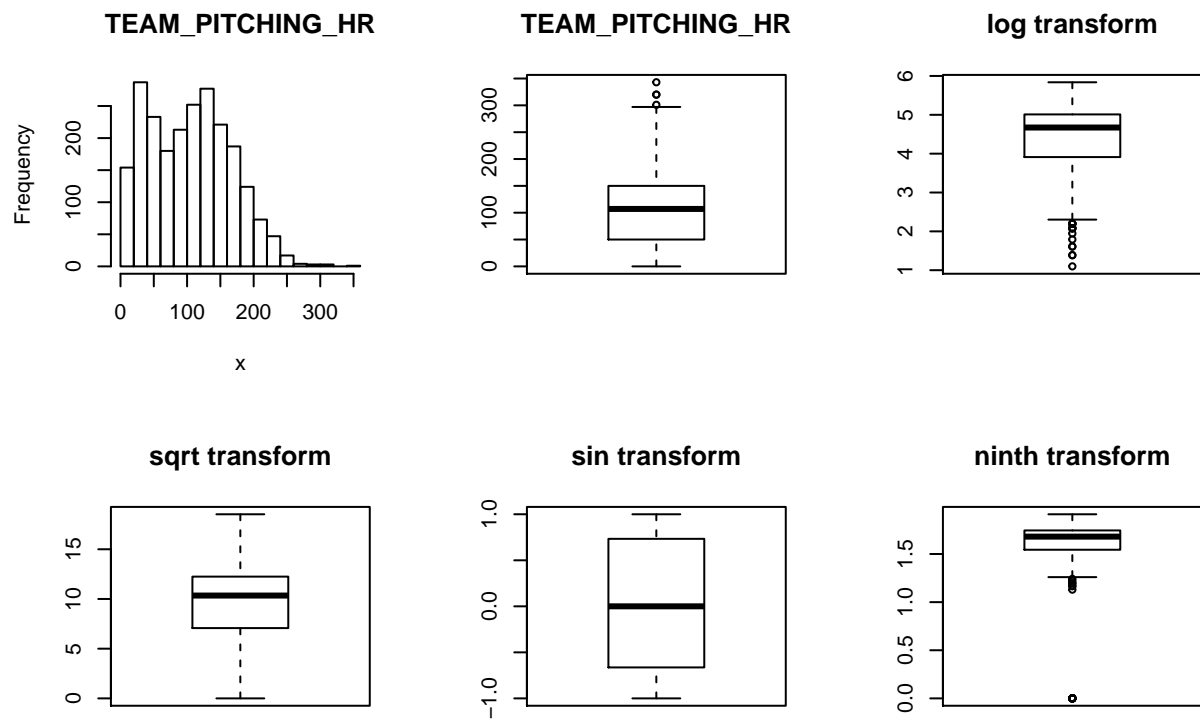 TEAM_PITCHING_HR
Frequency
0 100 200
0 100 200 300
x
TEAM_PITCHING_HR
0 100 200 300
log transform
1 2 3 4 5 6
sqrt transform
0 5 10 15
sin transform
−1.0 0.0 1.0
ninth transform
0.0 0.5 1.0 1.5